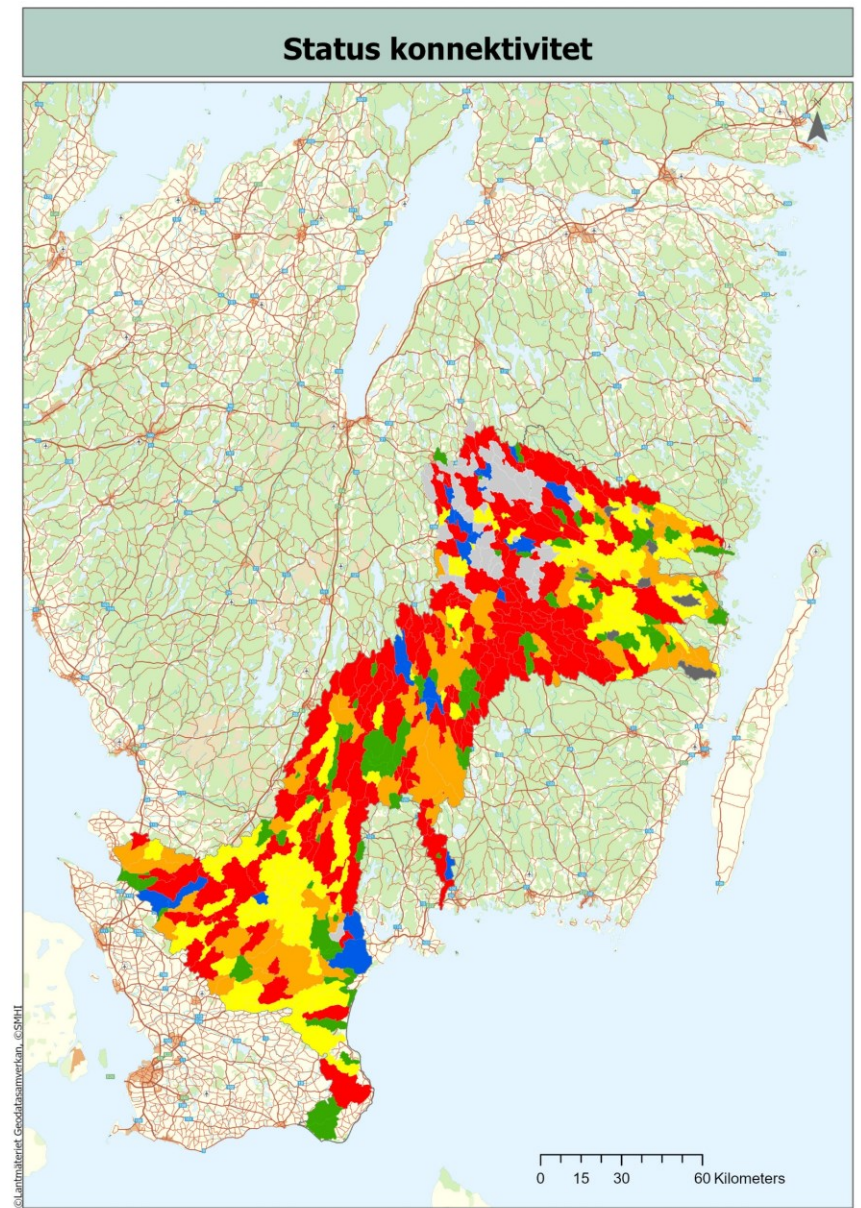 Status konnektivitet
©Lantmäteriet Geodatasamverkan, ©SMHI
0 15 30 60 Kilometers